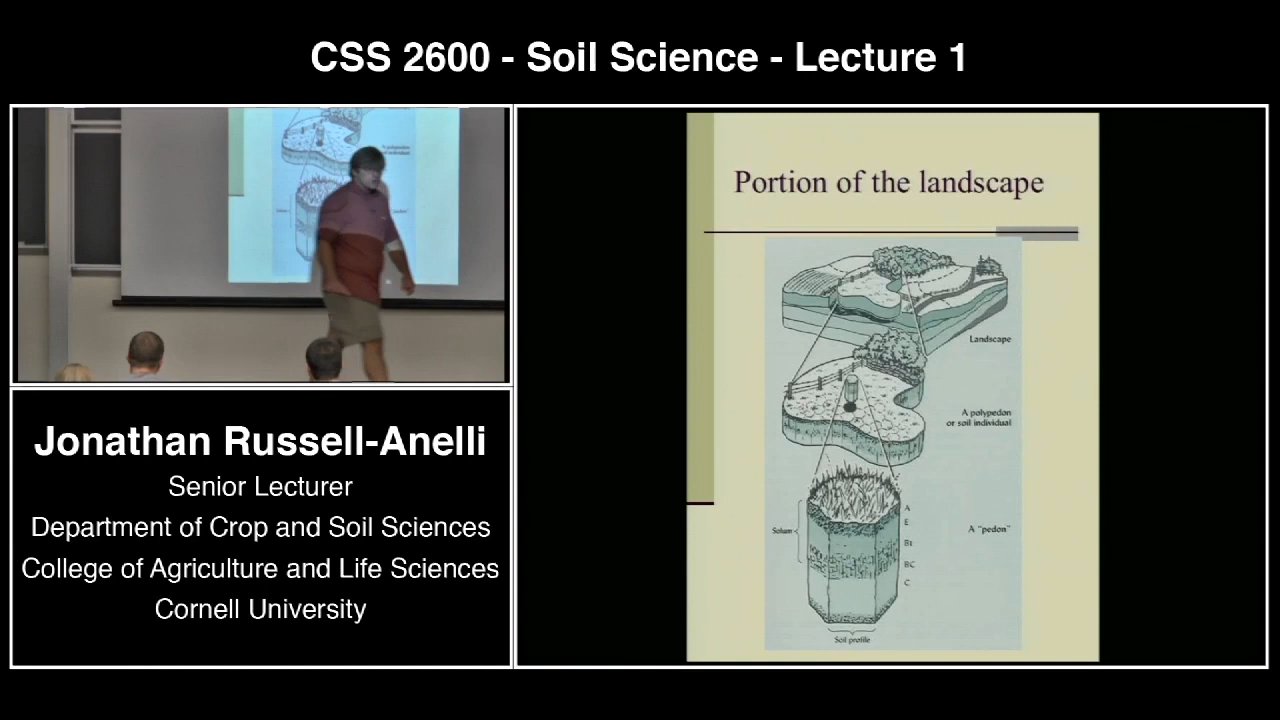 CSS 2600 - Soil Science - Lecture 1
Jonathan Russell-Anelli
Senior Lecturer
Department of Crop and Soil Sciences
College of Agriculture and Life Sciences
Cornell University
Portion of the landscape
Landscape
A polypedon
or soil individual
A "pedon"
Solum
A
E
Bt
BC
C
Soil profile